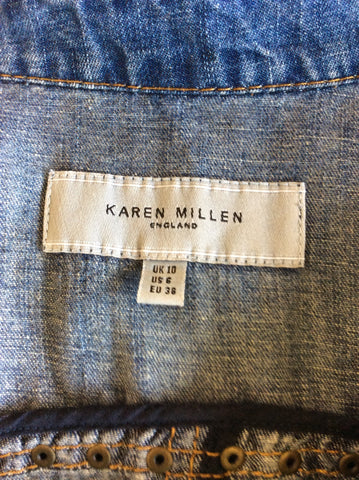 KAREN MILLEN
ENGLAND
UK 10
US 6
EU 38